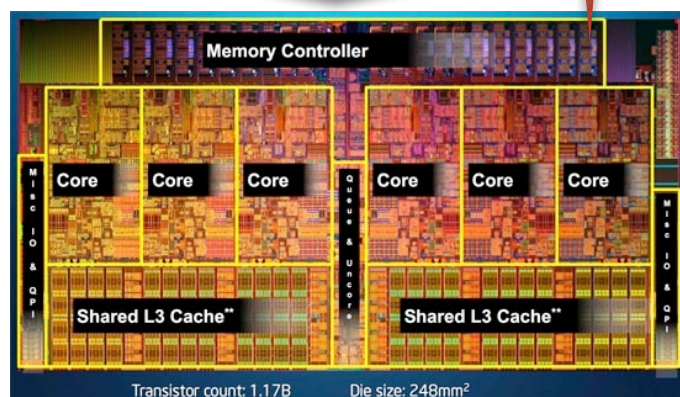 Memory Controller
Core
Core
Core
Core
Core
Core
Misc IO & QPI
Queue & Uncore
Misc IO & QPI
Shared L3 Cache**
Shared L3 Cache**
Transistor count: 1.17B
Die size: 248mm²